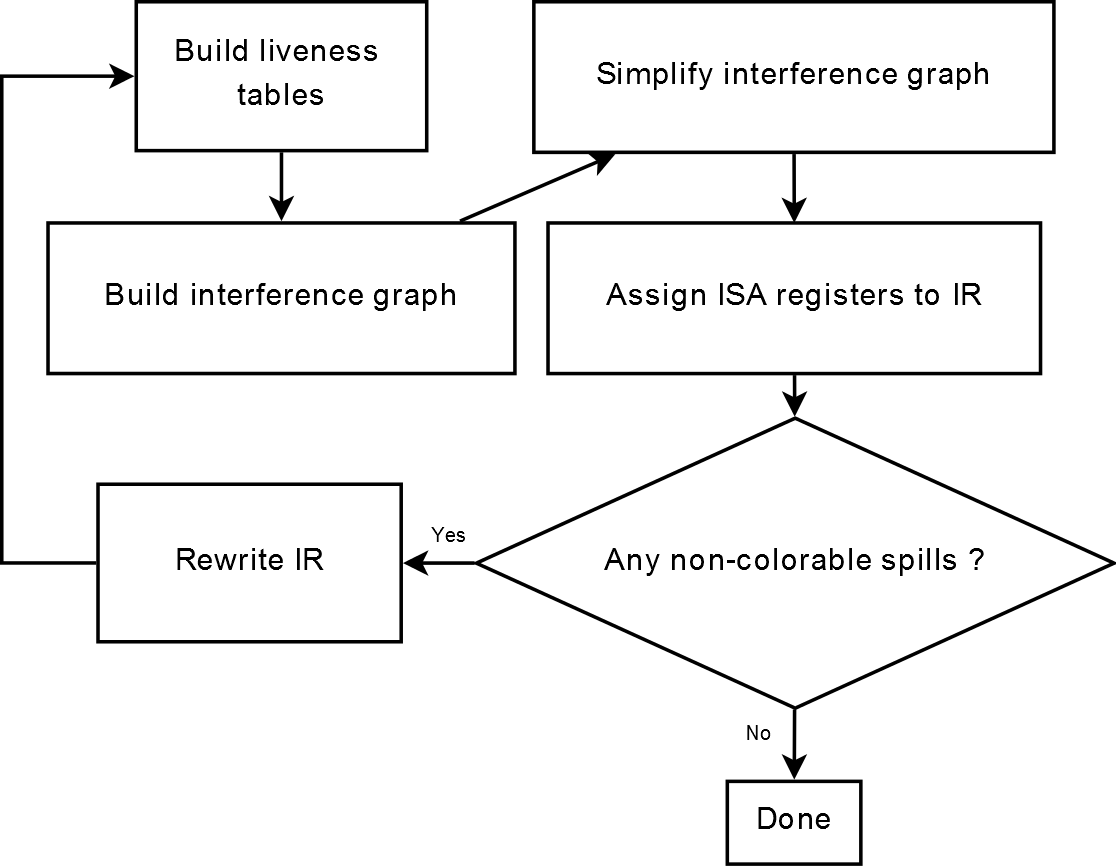 Build liveness
tables
Simplify interference graph
Build interference graph
Assign ISA registers to IR
Any non-colorable spills ?
Yes
Rewrite IR
No
Done